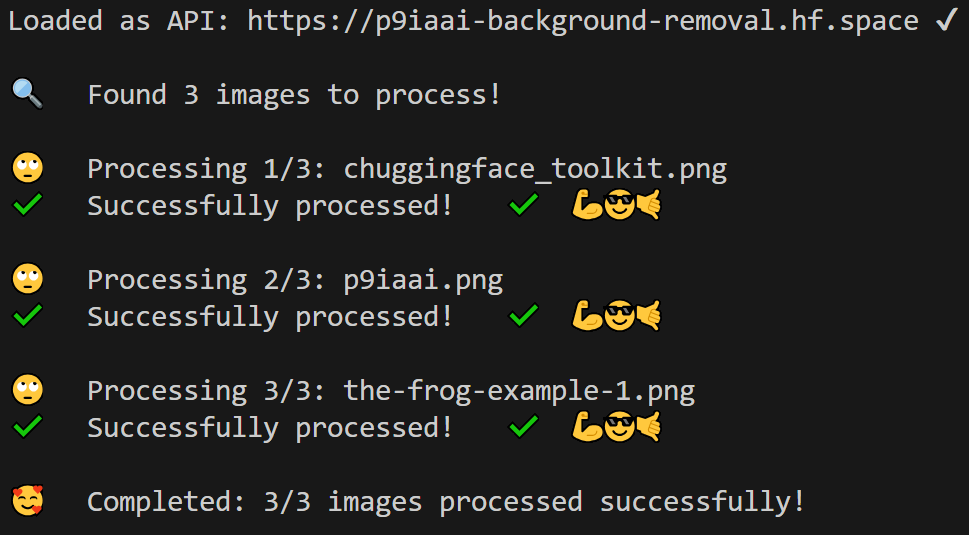 Loaded as API: https://p9iaai-background-removal.hf.space ✔
🔍 Found 3 images to process!
🙄 Processing 1/3: chuggingface_toolkit.png
✔ Successfully processed! ✔ 💪😎🤙
🙄 Processing 2/3: p9iaai.png
✔ Successfully processed! ✔ 💪😎🤙
🙄 Processing 3/3: the-frog-example-1.png
✔ Successfully processed! ✔ 💪😎🤙
🥰 Completed: 3/3 images processed successfully!